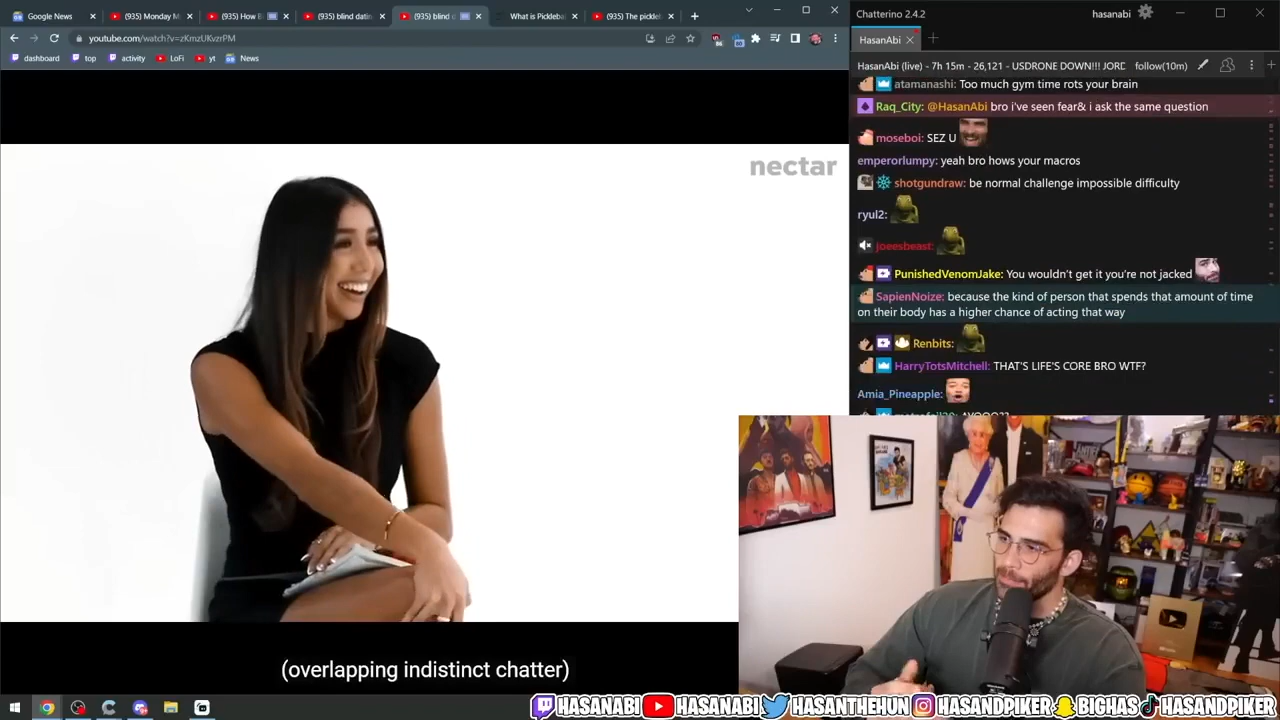 Google News
(935) Monday M
(935) How I
(935) blind datin
(935) blind
What is Pickleba
(935) The pickle
youtube.com/watch?v=zKmzUKvzrPM
dashboard
top
activity
LoFi
yt
News
nectar
(overlapping indistinct chatter)
Chatterino 2.4.2
hasanabi
HasanAbi
HasanAbi (live) - 7h 15m - 26,121 - USDRONE DOWN!!! JORD
follow(10m)
atamanashi: Too much gym time rots your brain
Raq_City: @HasanAbi bro i've seen fear& i ask the same question
moseboi: SEZ U
emperorlumpy: yeah bro hows your macros
shotgundraw: be normal challenge impossible difficulty
ryul2:
joeesbeast:
PunishedVenomJake: You wouldn't get it you're not jacked
SapienNoize: because the kind of person that spends that amount of time
on their body has a higher chance of acting that way
Renbits:
HarryTotsMitchell: THAT'S LIFE'S CORE BRO WTF?
Amia_Pineapple:
HASANABI
HASANABI
HASANTHEHUN
HASANDPIKER
BIGHAS
HASANDPIKER